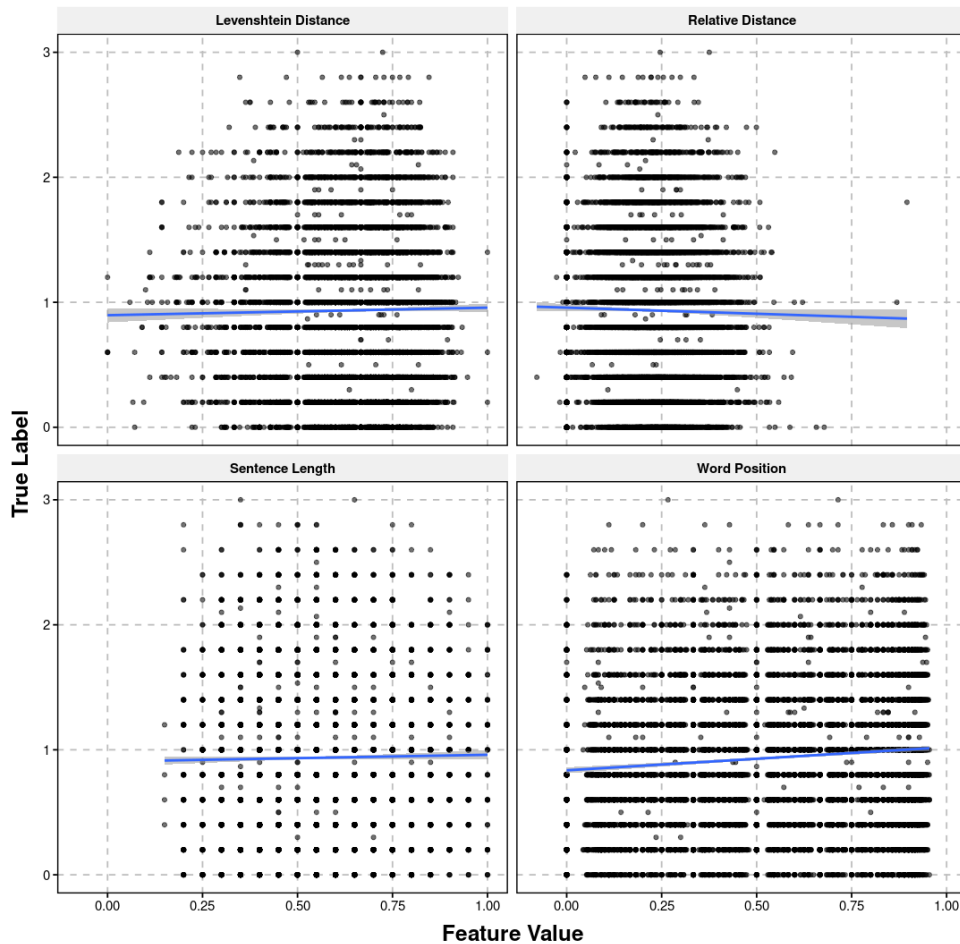 Levenshtein Distance
Relative Distance
3
2
1
0
Sentence Length
Word Position
3
2
1
0
True Label
0.00 0.25 0.50 0.75 1.00
0.00 0.25 0.50 0.75 1.00
Feature Value